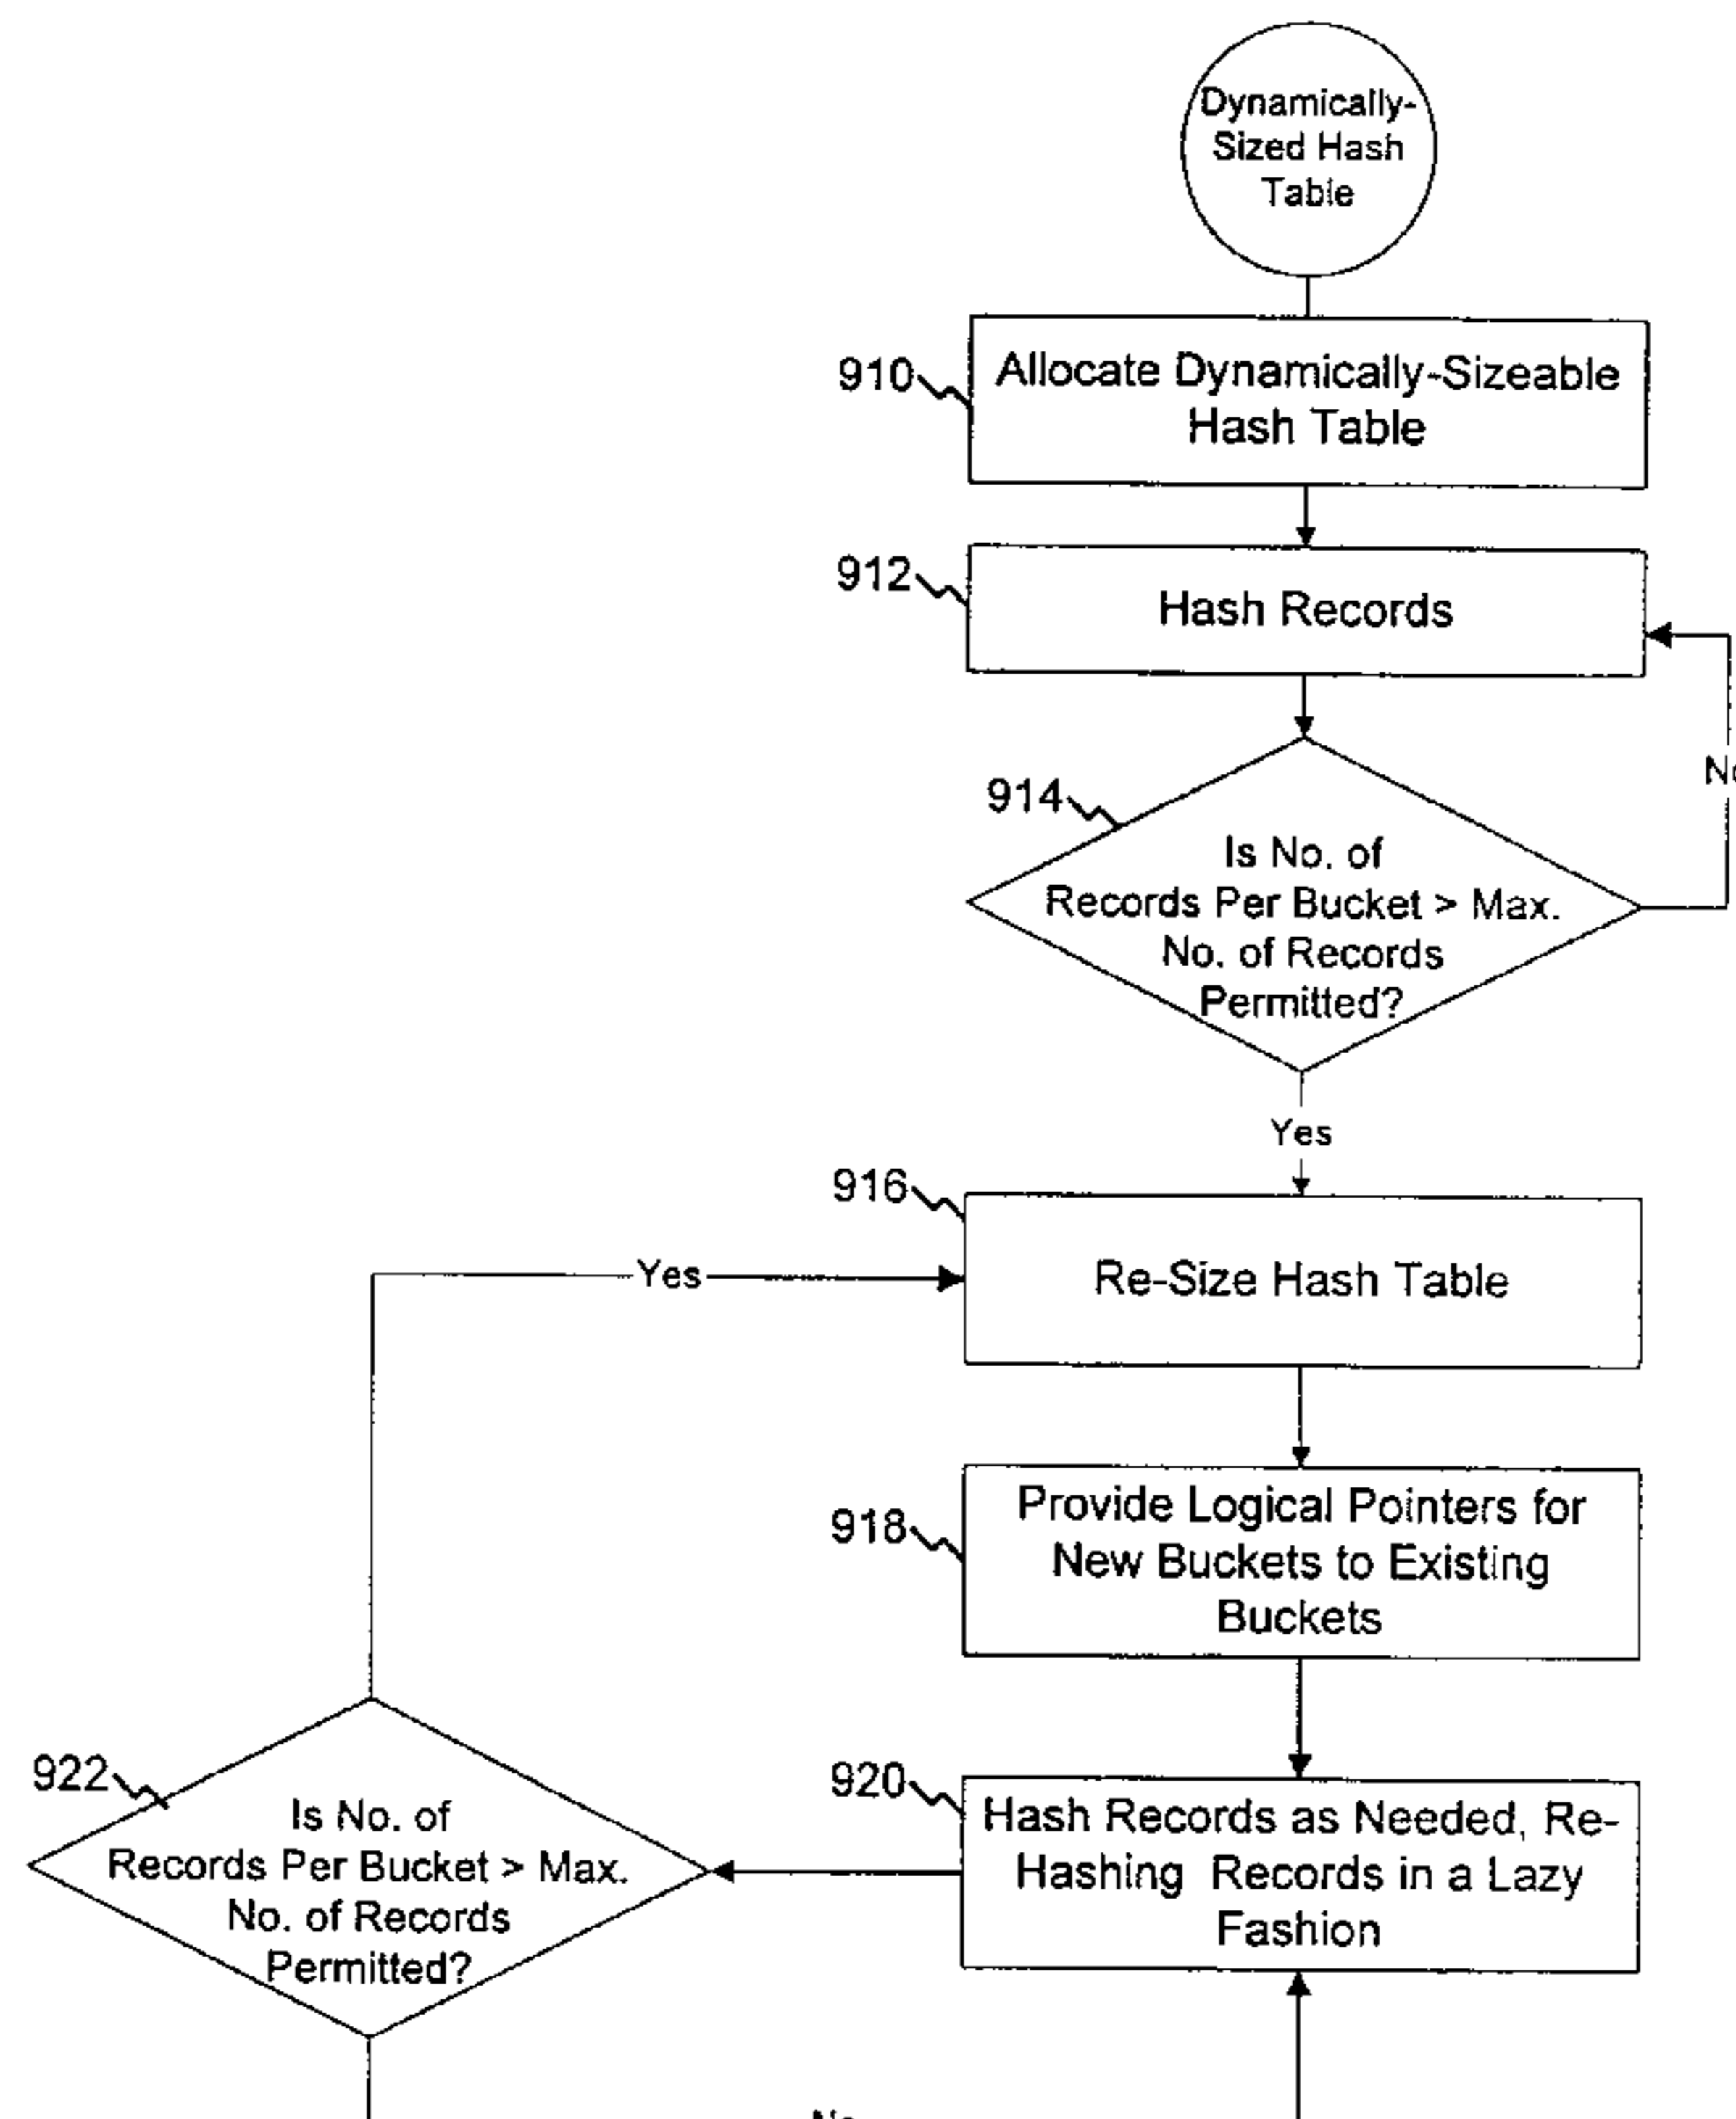 Dynamically-
Sized Hash
Table
910
Allocate Dynamically-Sizeable
Hash Table
912
Hash Records
914
Is No. of
Records Per Bucket > Max.
No. of Records
Permitted?
Yes
916
Re-Size Hash Table
Yes
918
Provide Logical Pointers for
New Buckets to Existing
Buckets
920
Hash Records as Needed, Re-
Hashing Records in a Lazy
Fashion
922
Is No. of
Records Per Bucket > Max.
No. of Records
Permitted?